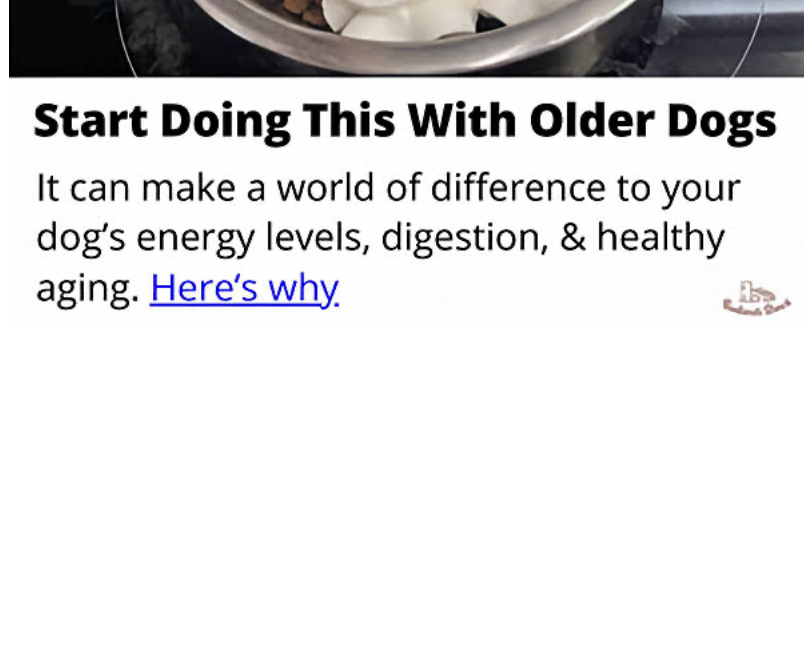 Start Doing This With Older Dogs
It can make a world of difference to your
dog’s energy levels, digestion, & healthy
aging. Here’s why